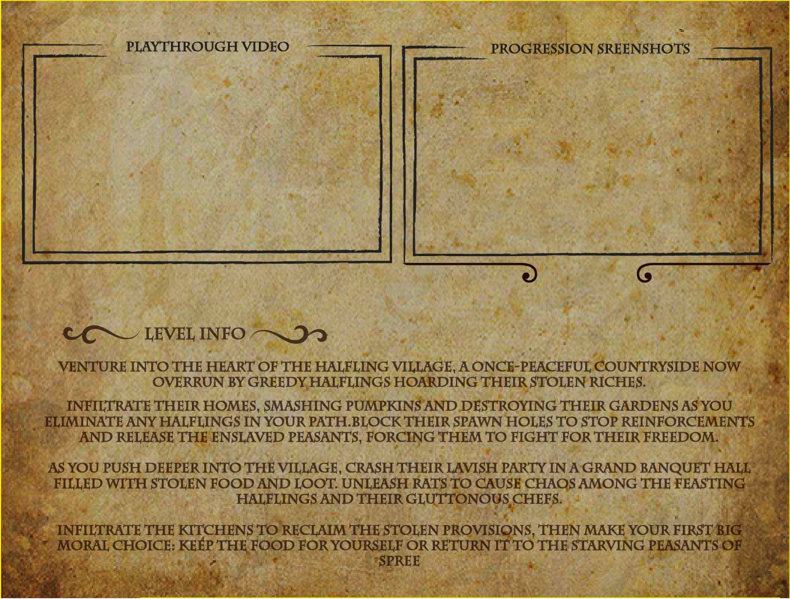 PLAYTHROUGH VIDEO
PROGRESSION SREENSHOTS
LEVEL INFO
VENTURE INTO THE HEART OF THE HALFLING VILLAGE, A ONCE-PEACEFUL COUNTRYSIDE NOW
OVERRUN BY GREEDY HALFLINGS HOARDING THEIR STOLEN RICHES.
INFILTRATE THEIR HOMES, SMASHING PUMPKINS AND DESTROYING THEIR GARDENS AS YOU
ELIMINATE ANY HALFLINGS IN YOUR PATH.BLOCK THEIR SPAWN HOLES TO STOP REINFORCEMENTS
AND RELEASE THE ENSLAVED PEASANTS, FORCING THEM TO FIGHT FOR THEIR FREEDOM.
AS YOU PUSH DEEPER INTO THE VILLAGE, CRASH THEIR LAVISH PARTY IN A GRAND BANQUET HALL
FILLED WITH STOLEN FOOD AND LOOT. UNLEASH RATS TO CAUSE CHAOS AMONG THE FEASTING
HALFLINGS AND THEIR GLUTTONOUS CHEFS.
INFILTRATE THE KITCHENS TO RECLAIM THE STOLEN PROVISIONS, THEN MAKE YOUR FIRST BIG
MORAL CHOICE: KEEP THE FOOD FOR YOURSELF OR RETURN IT TO THE STARVING PEASANTS OF
SPREE